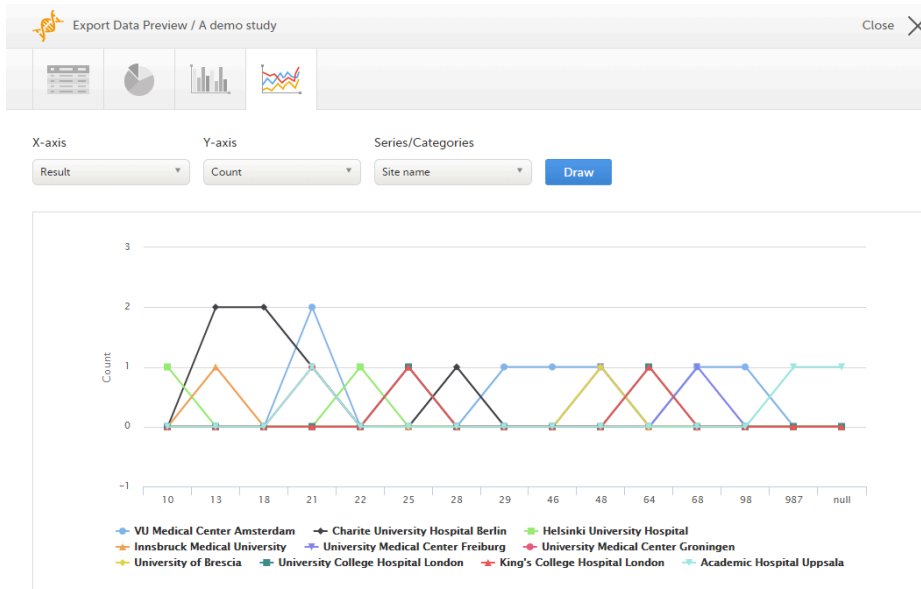 Export Data Preview / A demo study Close
X-axis Y-axis Series/Categories
Result Count Site name Draw
3
2
1
0
-1
Count
10 13 18 21 22 25 28 29 46 48 64 68 98 987 null
VU Medical Center Amsterdam Charite University Hospital Berlin Helsinki University Hospital
Innsbruck Medical University University Medical Center Freiburg University Medical Center Groningen
University of Brescia University College Hospital London King's College Hospital London Academic Hospital Uppsala